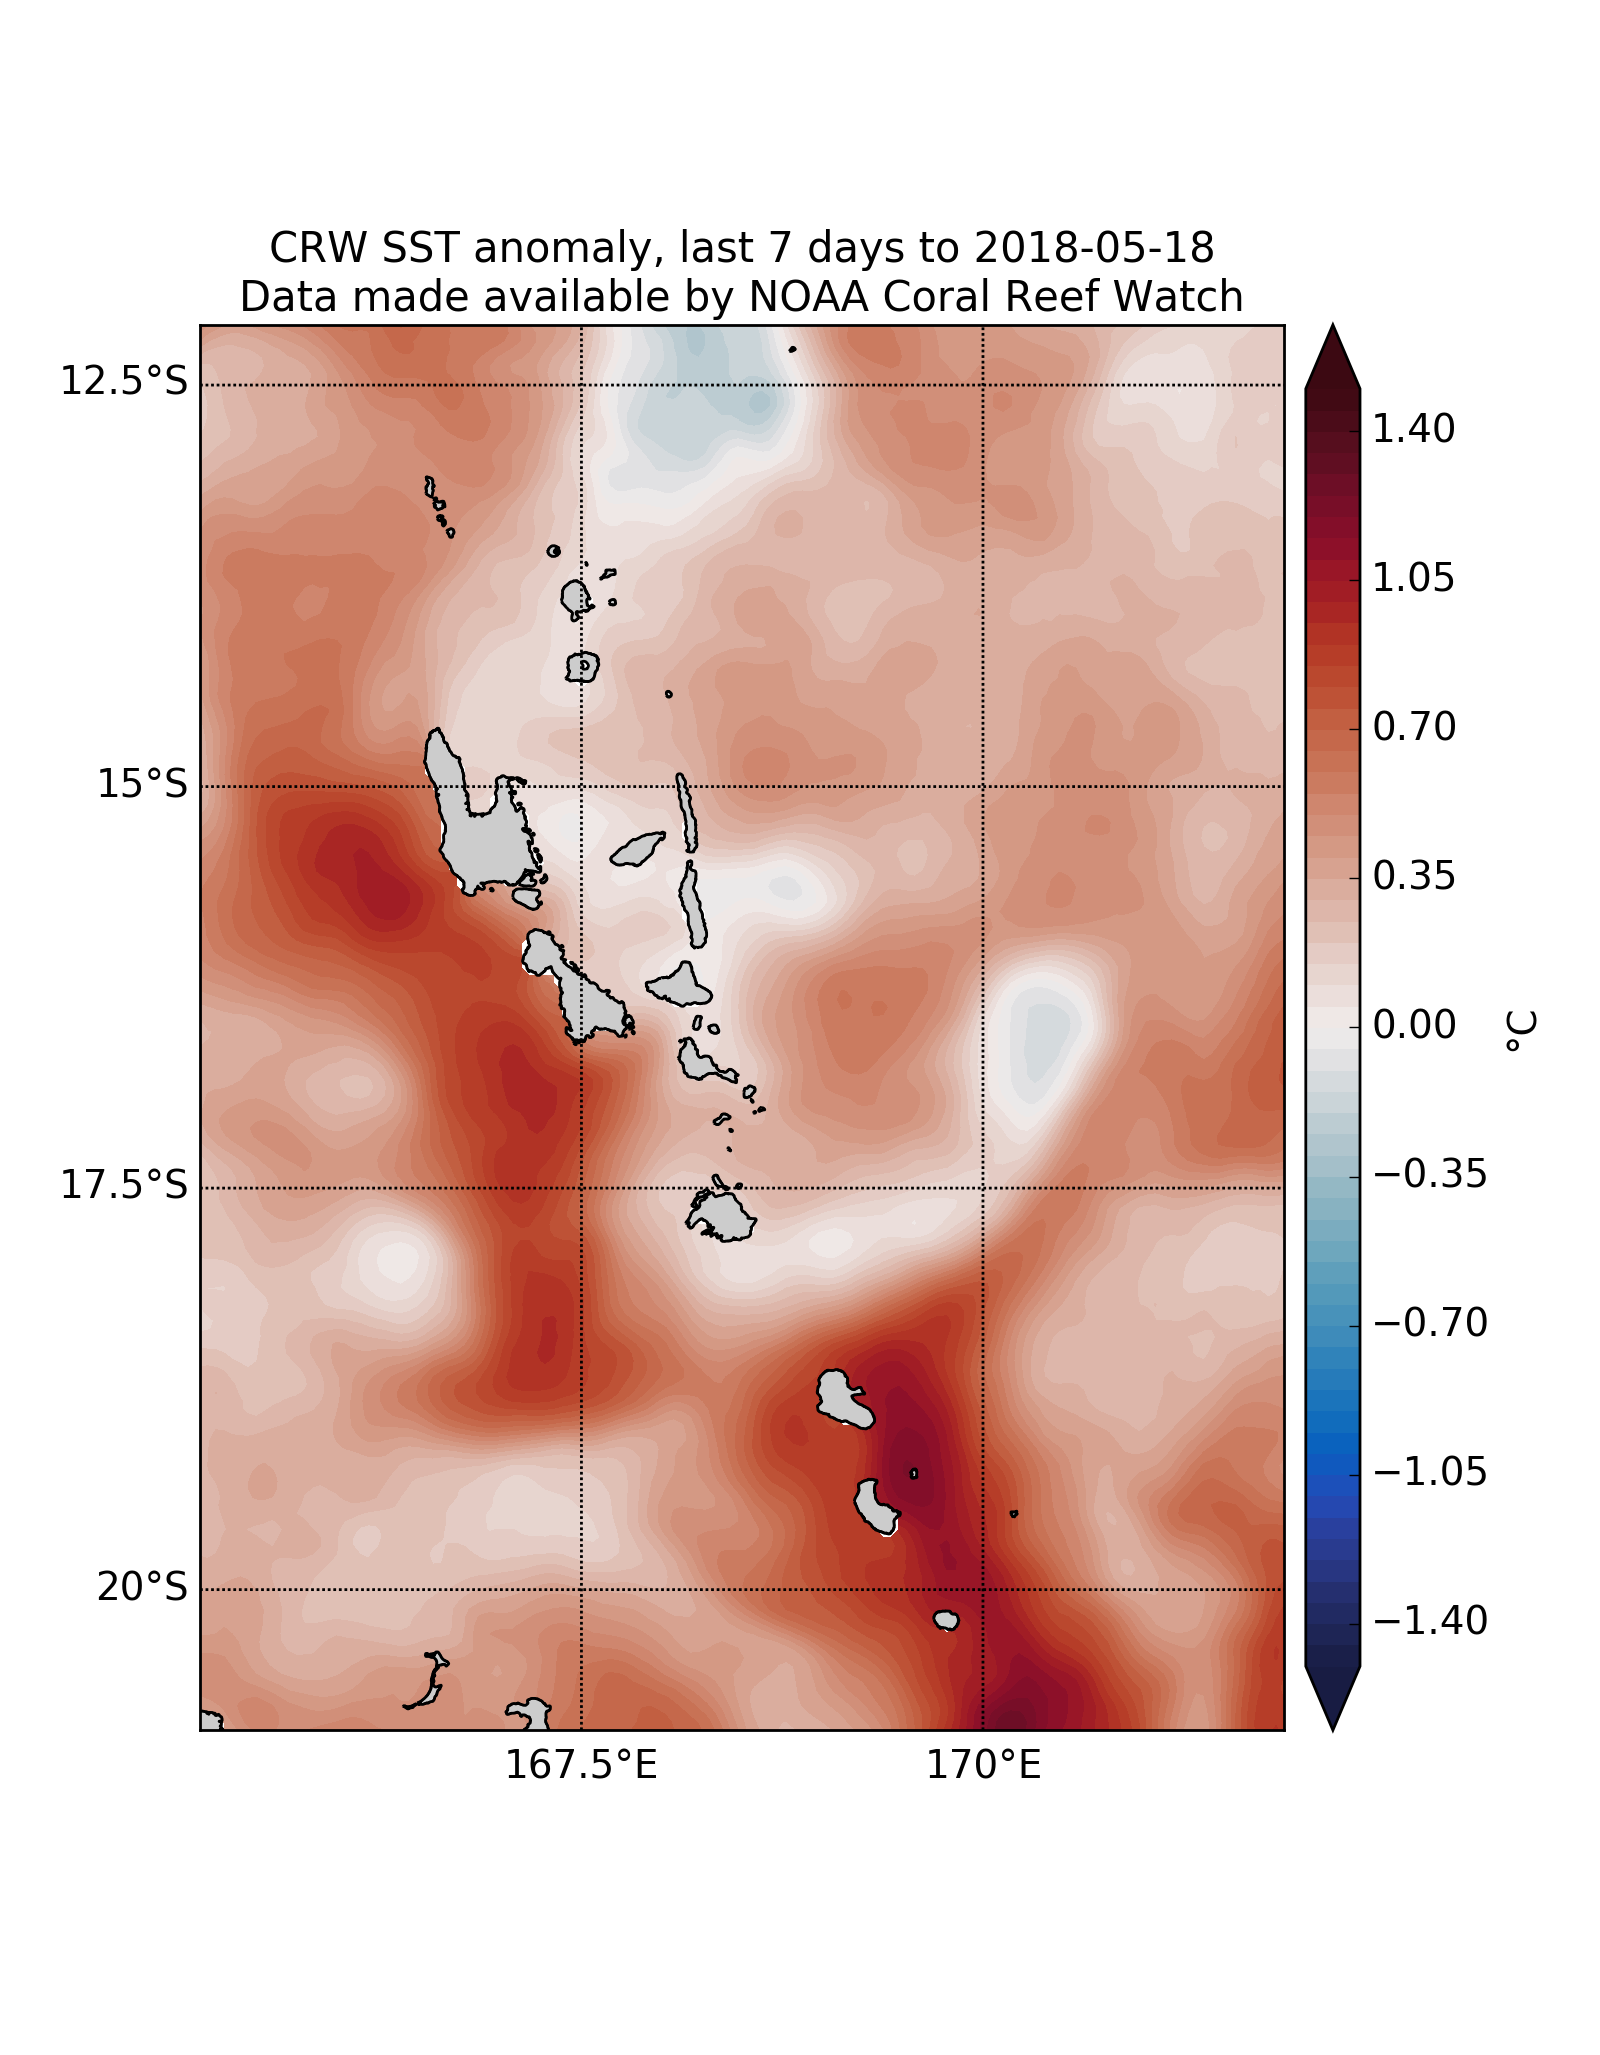 CRW SST anomaly, last 7 days to 2018-05-18
Data made available by NOAA Coral Reef Watch
12.5°S
15°S
17.5°S
20°S
167.5°E
170°E
1.40
1.05
0.70
0.35
0.00
−0.35
−0.70
−1.05
−1.40
°C